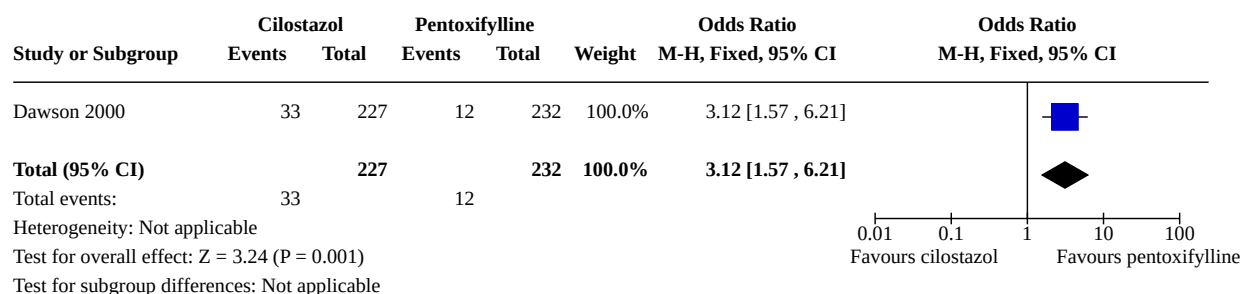 Cilostazol Pentoxifylline Odds Ratio Odds Ratio
Study or Subgroup Events Total Events Total Weight M-H, Fixed, 95% CI M-H, Fixed, 95% CI
Dawson 2000 33 227 12 232 100.0% 3.12 [1.57 , 6.21]
Total (95% CI) 227 232 100.0% 3.12 [1.57 , 6.21]
Total events: 33 12
Heterogeneity: Not applicable
0.01 0.1 1 10 100
Test for overall effect: Z = 3.24 (P = 0.001) Favours cilostazol Favours pentoxifylline
Test for subgroup differences: Not applicable